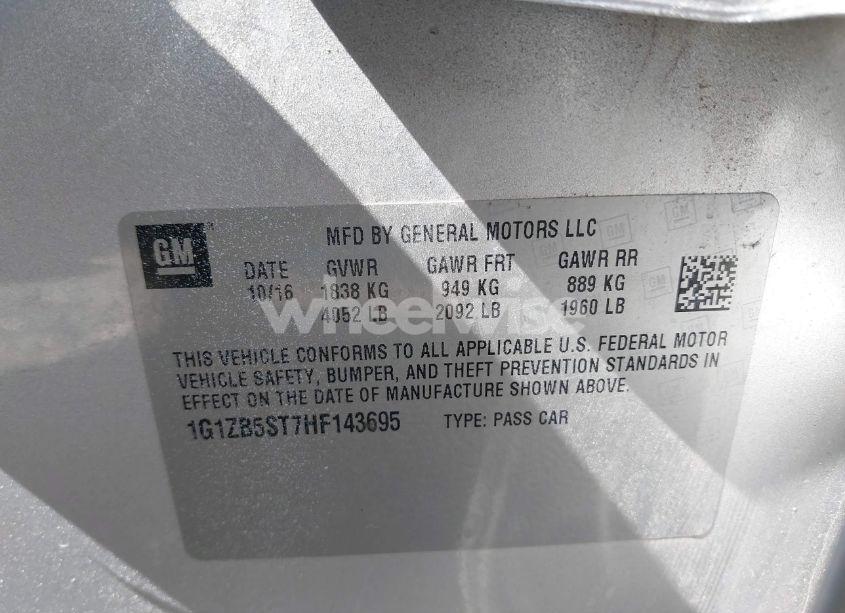 GM
MFD BY GENERAL MOTORS LLC
DATE GVWR GAWR FRT GAWR RR
10/16 1838 KG 949 KG 889 KG
4052 LB 2092 LB 1960 LB
wheelwise
THIS VEHICLE CONFORMS TO ALL APPLICABLE U.S. FEDERAL MOTOR
VEHICLE SAFETY, BUMPER, AND THEFT PREVENTION STANDARDS IN
EFFECT ON THE DATE OF MANUFACTURE SHOWN ABOVE.
1G1ZB5ST7HF143695 TYPE: PASS CAR